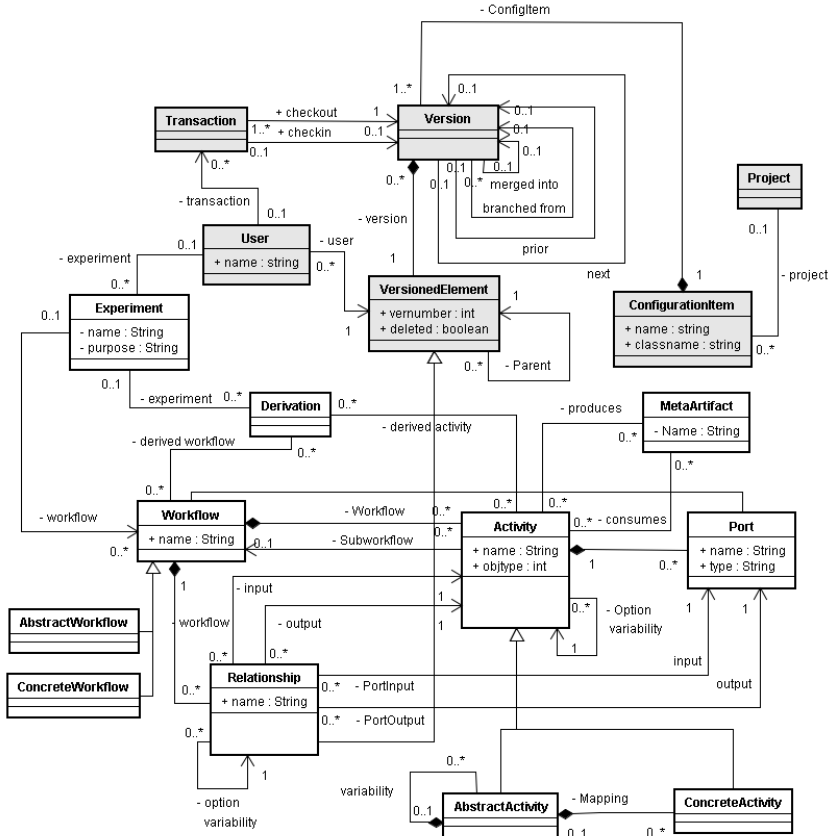 - ConfigItem
1..*
0..1
Transaction
+ checkout
1
Version
0..1
1..*
+ checkin
0..1
0..1
0..1
0..1
0..*
0..*
0..1
0..1
0..*
0..1
merged into
Project
- transaction
branched from
- version
0..1
0..1
User
- user
prior
- experiment
0..1
+ name : string
0..*
1
next
- project
0..*
VersionedElement
1
1
0..1
Experiment
+ vernumber : int
ConfigurationItem
- name : String
1
+ deleted : boolean
+ name : string
- purpose : String
+ classname : string
0..*
0..*
- Parent
0..1
- experiment
0..*
Derivation
0..*
- produces
MetaArtifact
- derived activity
0..*
- Name : String
- derived workflow
0..*
0..*
0..*
0..*
0..*
- workflow
Workflow
- Workflow
0..*
Activity
0..*
- consumes
Port
0..*
+ name : String
0..1
- Subworkflow
0..*
+ name : String
+ name : String
+ objtype : int
1
0..*
+ type : String
1
- input
1
0..*
1
1
AbstractWorkflow
- workflow
- output
1
- Option
variability
1
0..*
0..*
input
ConcreteWorkflow
0..*
Relationship
0..*
- PortInput
output
+ name : String
0..*
- PortOutput
0..*
1
- option
variability
variability
0..*
0..1
AbstractActivity
- Mapping
ConcreteActivity
0..1
0..*